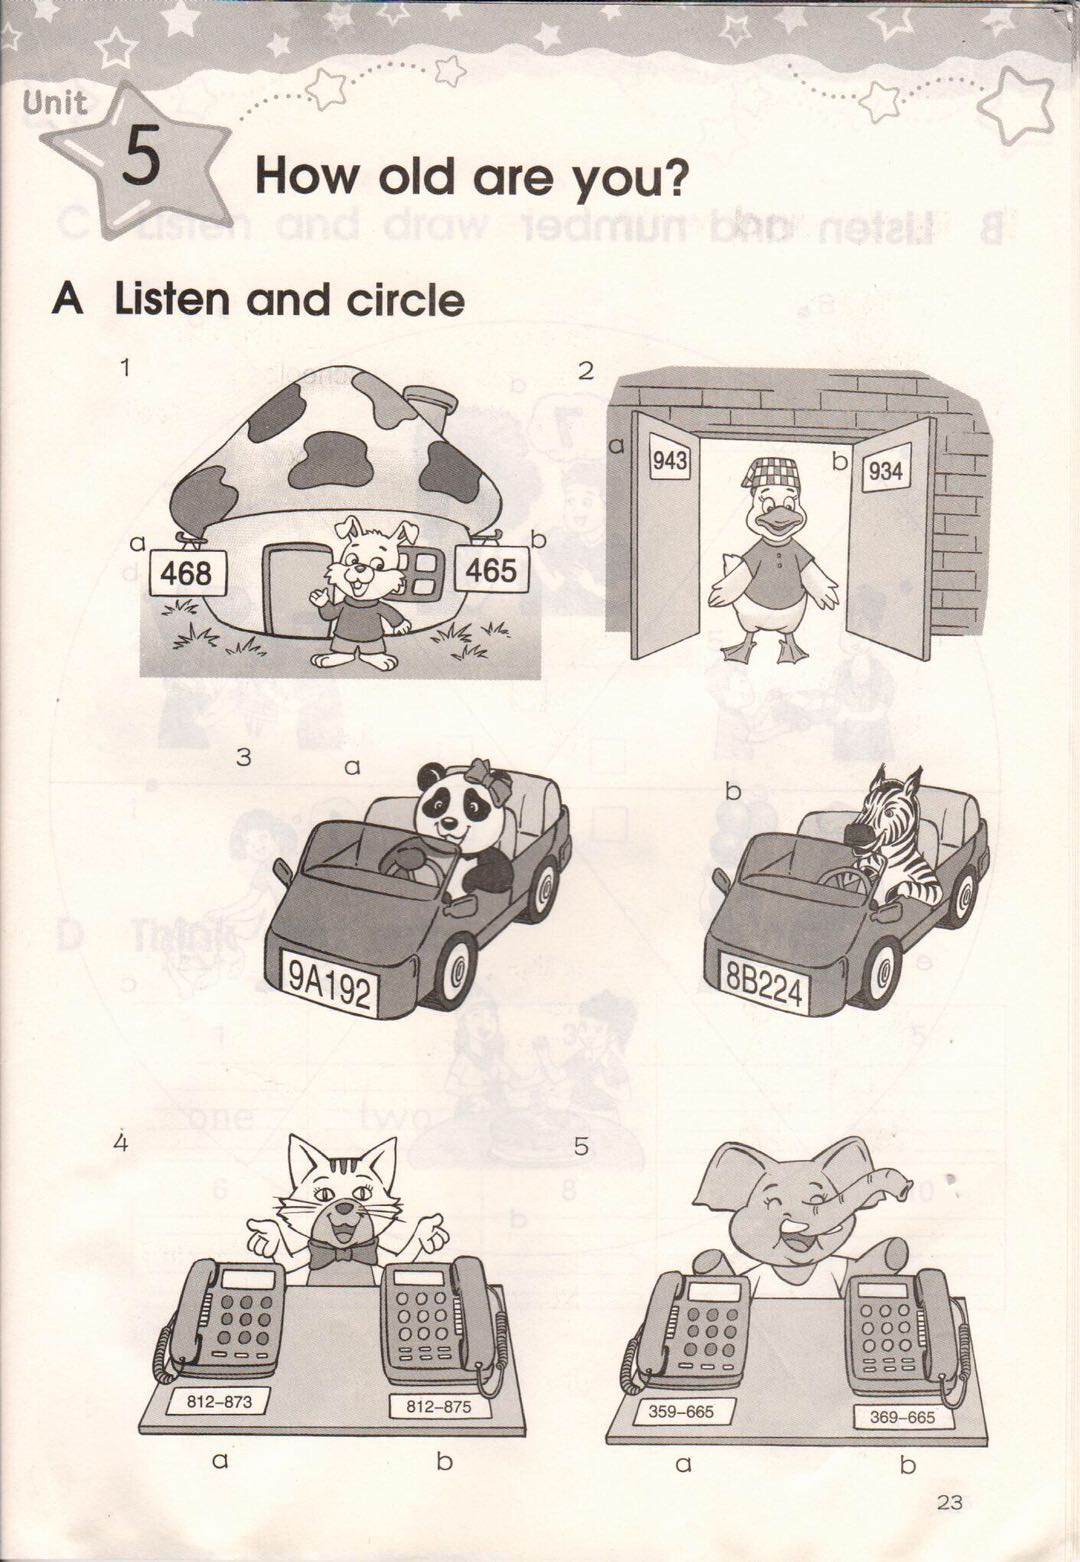 Unit
5
How old are you?
A Listen and circle
1
2
a
468
465
b
a
943
b
934
3
a
b
9A192
8B224
4
5
812–873
812–875
a
b
359–665
369–665
a
b
23